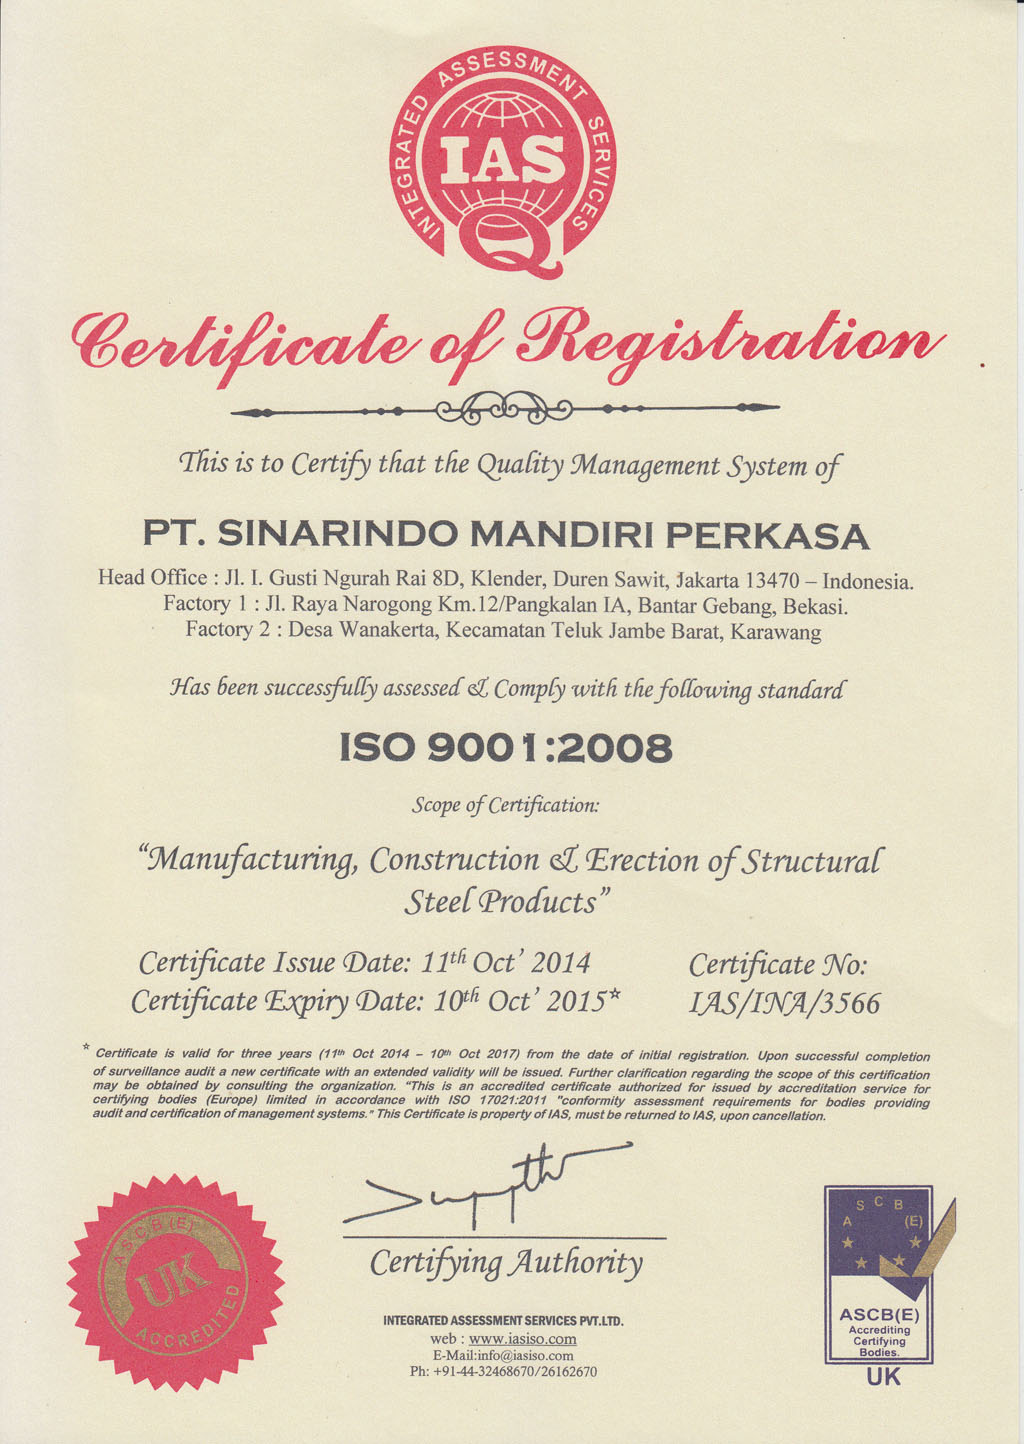 INTEGRATED ASSESSMENT SERVICES
IAS
Q
Certificate of Registration
This is to Certify that the Quality Management System of
PT. SINARINDO MANDIRI PERKASA
Head Office : Jl. I. Gusti Ngurah Rai 8D, Klender, Duren Sawit, Jakarta 13470 – Indonesia.
Factory 1 : Jl. Raya Narogong Km.12/Pangkalan IA, Bantar Gebang, Bekasi.
Factory 2 : Desa Wanakerta, Kecamatan Teluk Jambe Barat, Karawang
Has been successfully assessed & Comply with the following standard
ISO 9001:2008
Scope of Certification:
“Manufacturing, Construction & Erection of Structural
Steel Products”
Certificate Issue Date: 11th Oct’ 2014
Certificate Expiry Date: 10th Oct’ 2015*
Certificate No:
IAS/INA/3566
* Certificate is valid for three years (11th Oct 2014 – 10th Oct 2017) from the date of initial registration. Upon successful completion
of surveillance audit a new certificate with an extended validity will be issued. Further clarification regarding the scope of this certification
may be obtained by consulting the organization. "This is an accredited certificate authorized for issued by accreditation service for
certifying bodies (Europe) limited in accordance with ISO 17021:2011 "conformity assessment requirements for bodies providing
audit and certification of management systems." This Certificate is property of IAS, must be returned to IAS, upon cancellation.
ASCB(E)
UK
ACCREDITED
Certifying Authority
INTEGRATED ASSESSMENT SERVICES PVT.LTD.
web : www.iasiso.com
E-Mail:info@iasiso.com
Ph: +91-44-32468670/26162670
A S C B (E)
ASCB(E)
Accrediting
Certifying
Bodies.
UK